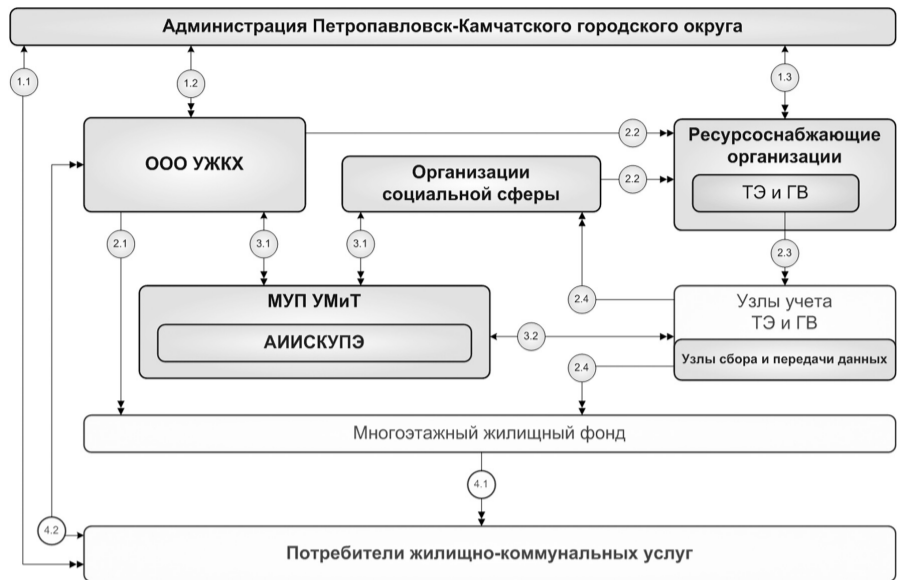 Администрация Петропавловск-Камчатского городского округа
1.1
1.2
1.3
ООО УЖКХ
2.2
Ресурсоснабжающие
организации
Организации
социальной сферы
2.2
ТЭ и ГВ
2.1
3.1
3.1
2.3
МУП УМиТ
АИИСКУПЭ
2.4
Узлы учета
ТЭ и ГВ
3.2
Узлы сбора и передачи данных
2.4
Многоэтажный жилищный фонд
4.1
4.2
Потребители жилищно-коммунальных услуг